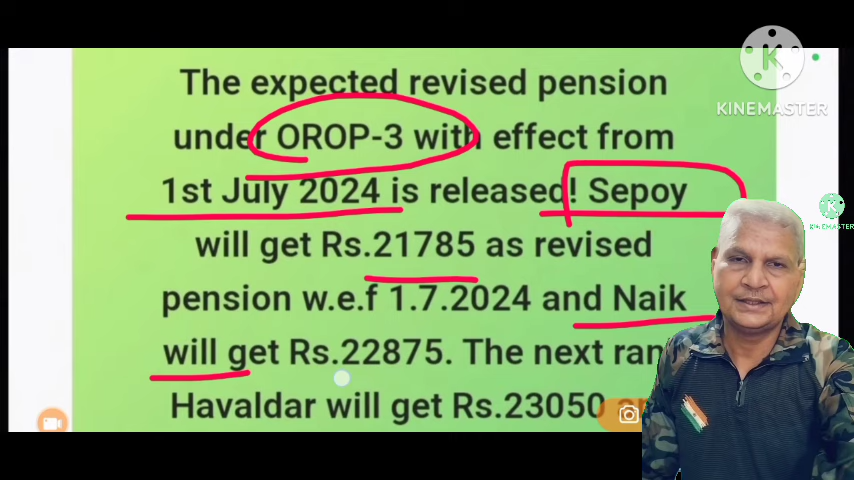 The expected revised pension
under OROP-3 with effect from
1st July 2024 is released! Sepoy
will get Rs.21785 as revised
pension w.e.f 1.7.2024 and Naik
will get Rs.22875. The next
Havaldar will get Rs.23050
KINEMASTER
KINEMASTER